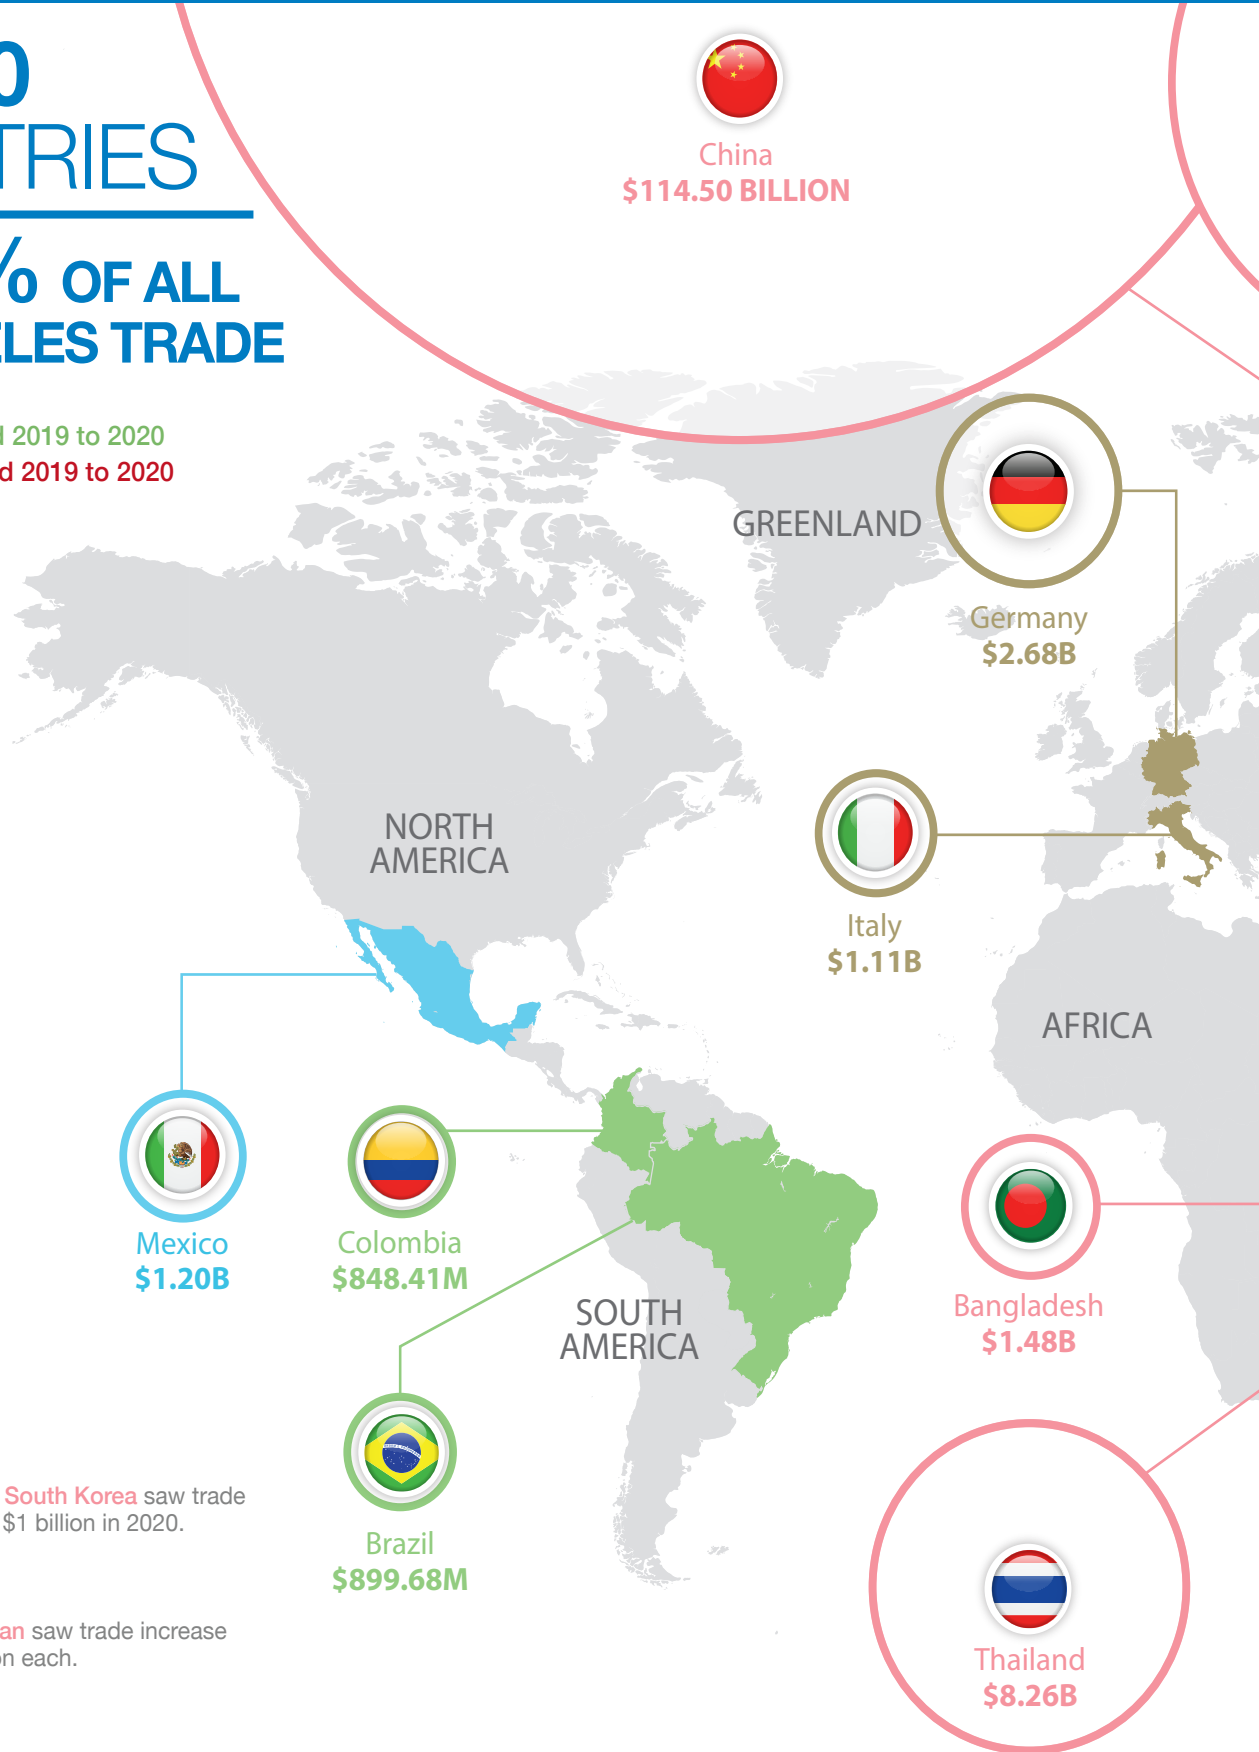 0
TRIES
% OF ALL
LES TRADE
d 2019 to 2020
d 2019 to 2020
China
$114.50 BILLION
GREENLAND
Germany
$2.68B
NORTH
AMERICA
Italy
$1.11B
AFRICA
Mexico
$1.20B
Colombia
$848.41M
Bangladesh
$1.48B
SOUTH
AMERICA
Brazil
$899.68M
South Korea saw trade
$1 billion in 2020.
an saw trade increase
on each.
Thailand
$8.26B